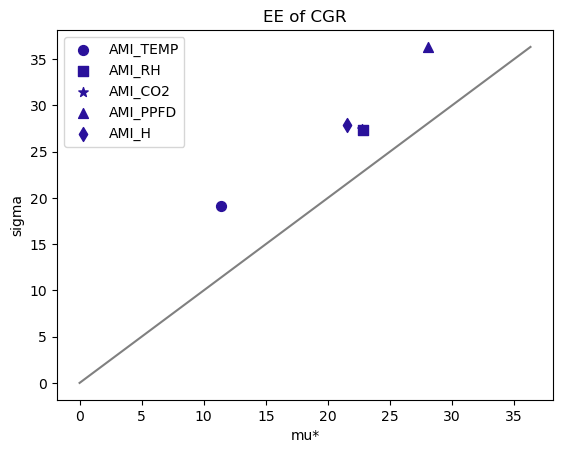 EE of CGR
AMI_TEMP
AMI_RH
AMI_CO2
AMI_PPFD
AMI_H
sigma
35
30
25
20
15
10
5
0
0 5 10 15 20 25 30 35
mu*